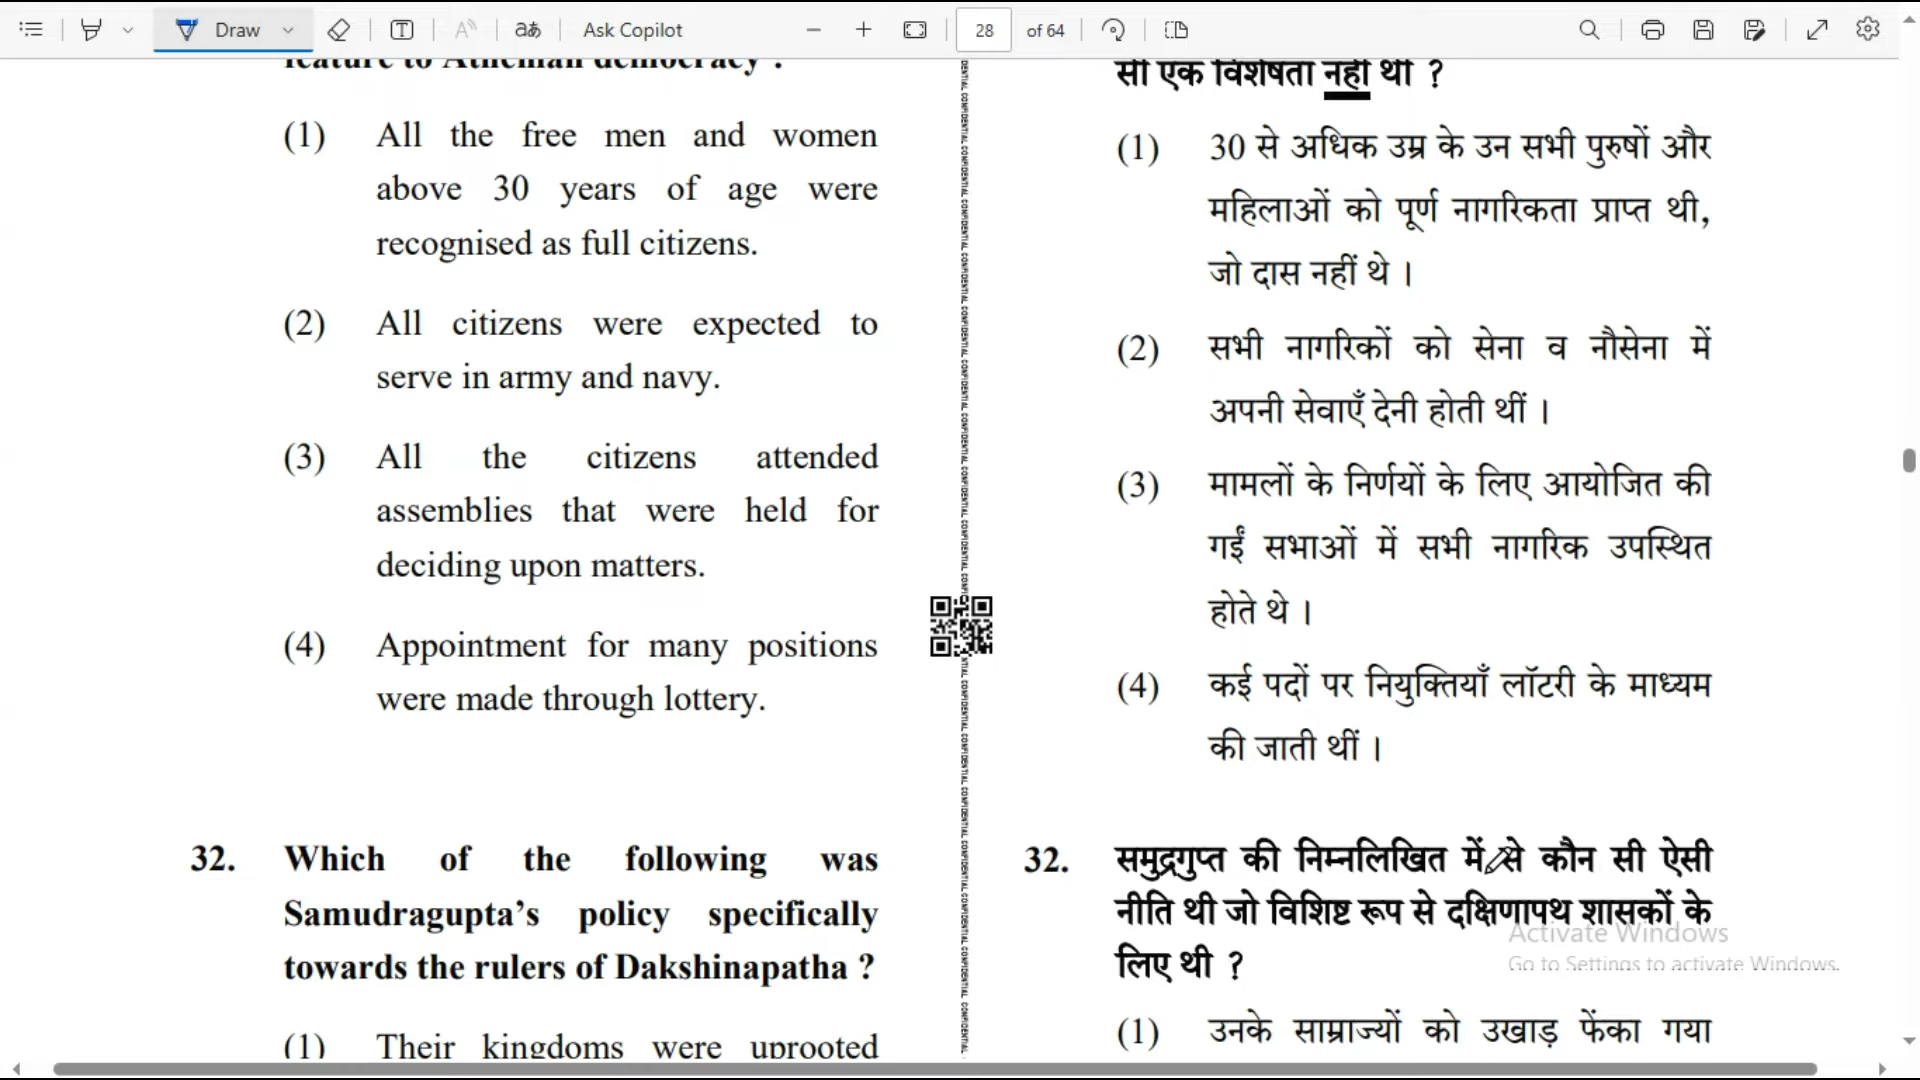 Draw
Ask Copilot
28
of 64
feature to Athenian democracy ?
(1) All the free men and women
above 30 years of age were
recognised as full citizens.
(2) All citizens were expected to
serve in army and navy.
(3) All the citizens attended
assemblies that were held for
deciding upon matters.
(4) Appointment for many positions
were made through lottery.
32. Which of the following was
Samudragupta’s policy specifically
towards the rulers of Dakshinapatha ?
(1) Their kingdoms were uprooted
सी एक विशेषता नहीं थी ?
(1) 30 से अधिक उम्र के उन सभी पुरुषों और
महिलाओं को पूर्ण नागरिकता प्राप्त थी,
जो दास नहीं थे ।
(2) सभी नागरिकों को सेना व नौसेना में
अपनी सेवाएँ देनी होती थीं ।
(3) मामलों के निर्णयों के लिए आयोजित की
गईं सभाओं में सभी नागरिक उपस्थित
होते थे ।
(4) कई पदों पर नियुक्तियाँ लॉटरी के माध्यम
की जाती थीं ।
32. समुद्रगुप्त की निम्नलिखित में से कौन सी ऐसी
नीति थी जो विशिष्ट रूप से दक्षिणापथ शासकों के
लिए थी ?
(1) उनके साम्राज्यों को उखाड़ फेंका गया
Activate Windows
Go to Settings to activate Windows.